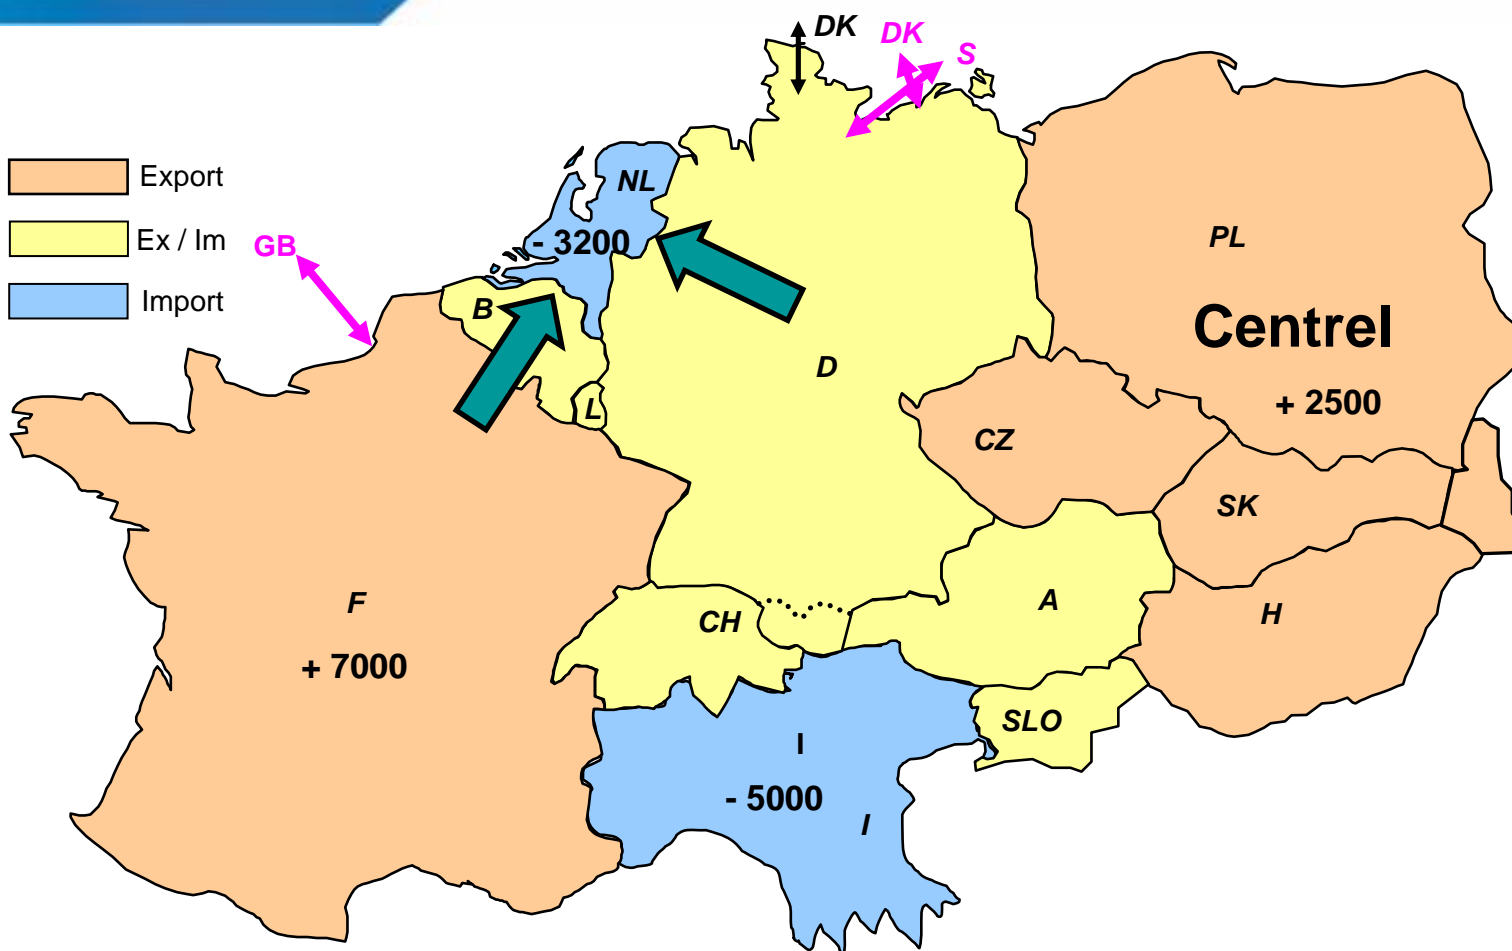 DK
DK
S
Export
NL
Ex / Im
GB
- 3200
PL
Import
B
Centrel
D
L
+ 2500
CZ
SK
F
CH
A
H
+ 7000
SLO
I
- 5000
I